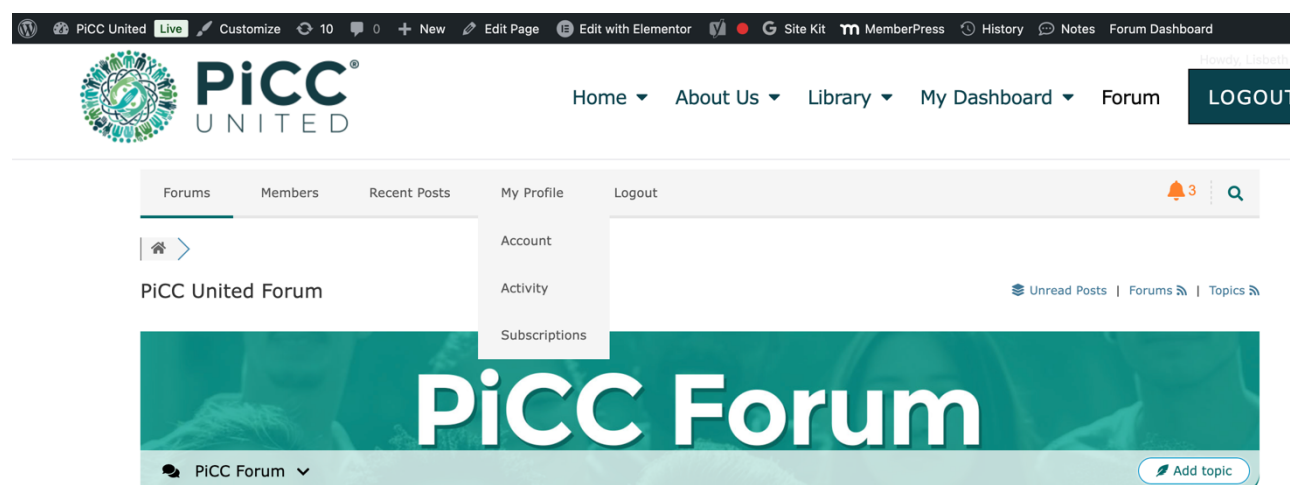 PiCC United Live Customize 10 0 New Edit Page Edit with Elementor Site Kit MemberPress History Notes Forum Dashboard
Howdy, Lisbeth
PiCC®
UNITED
Home About Us Library My Dashboard Forum LOGOUT
Forums Members Recent Posts My Profile Logout 3
Account
PiCC United Forum Activity Unread Posts | Forums | Topics
Subscriptions
PiCC Forum
PiCC Forum Add topic